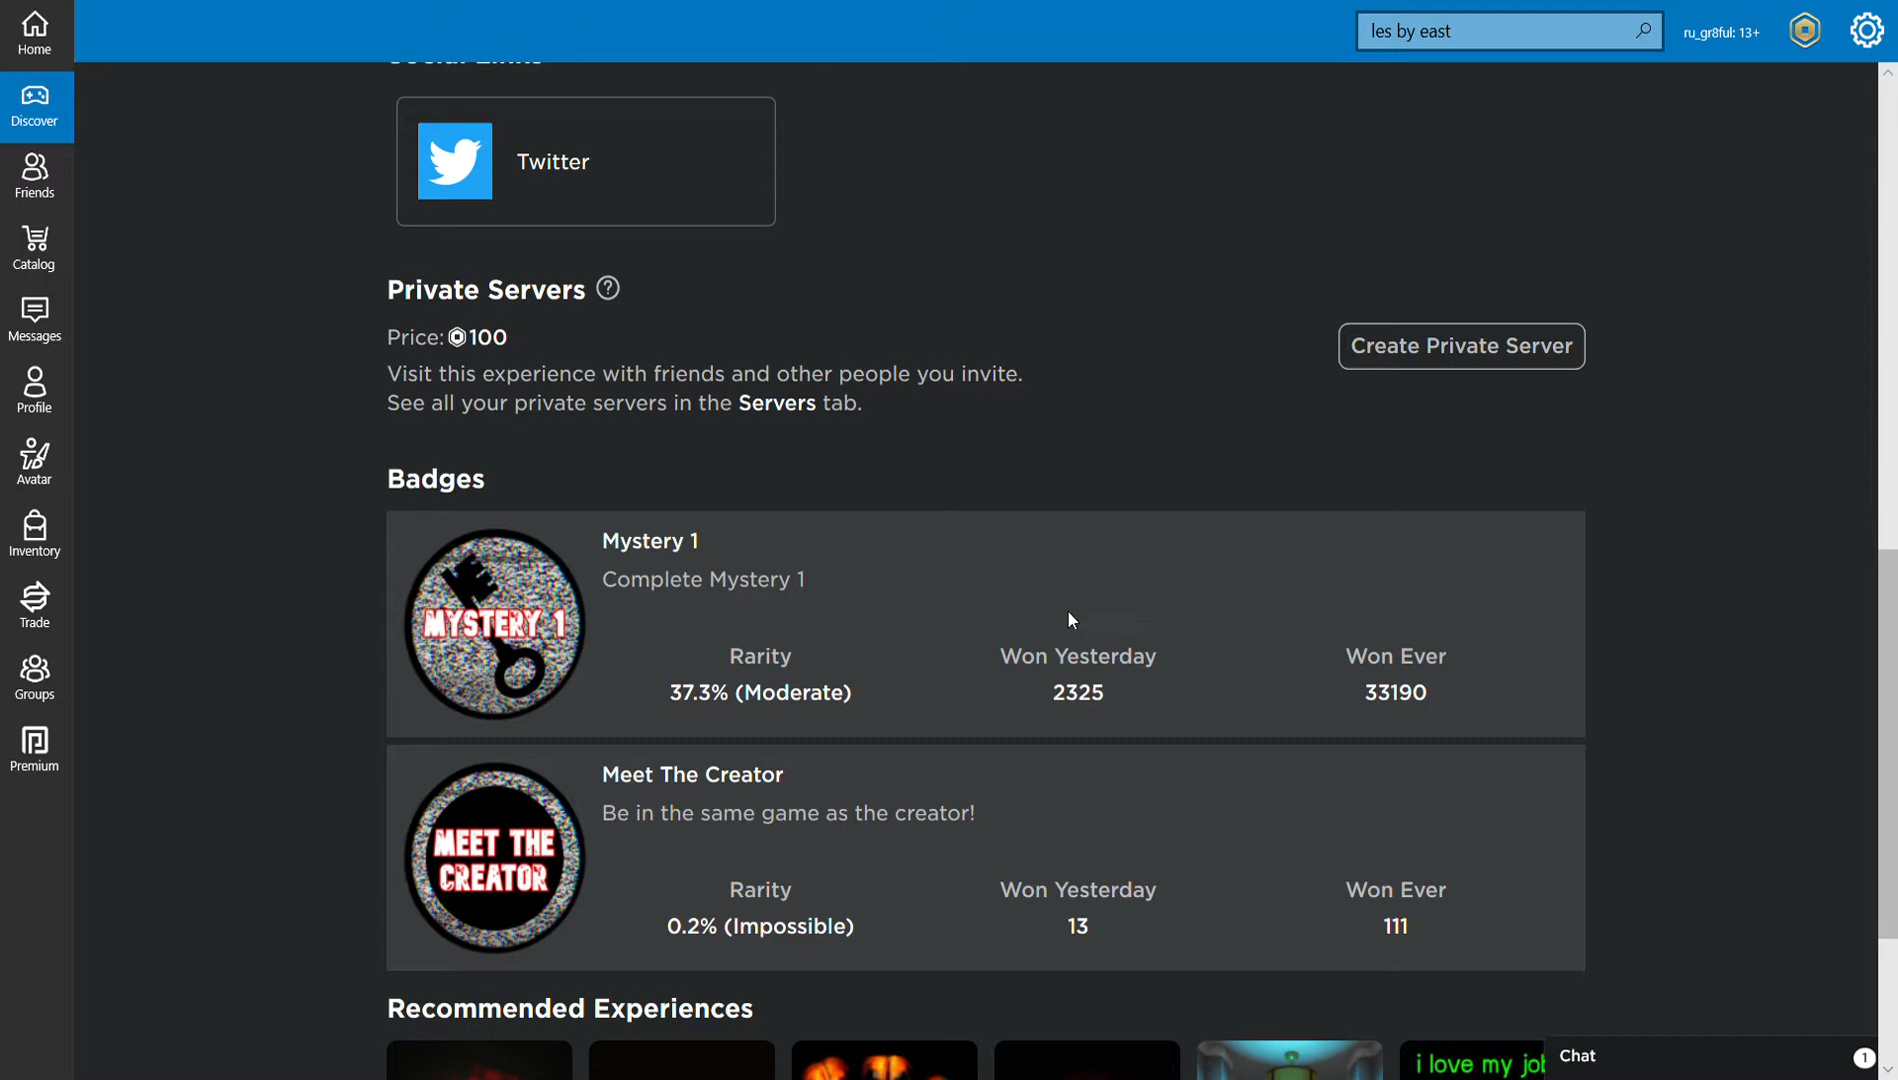 les by east
ru_gr8ful: 13+
Home
Discover
Friends
Catalog
Messages
Profile
Avatar
Inventory
Trade
Groups
Premium
Social Links
Twitter
Private Servers ?
Price: 100
Create Private Server
Visit this experience with friends and other people you invite.
See all your private servers in the Servers tab.
Badges
MYSTERY 1
Mystery 1
Complete Mystery 1
Rarity Won Yesterday Won Ever
37.3% (Moderate) 2325 33190
MEET THE
CREATOR
Meet The Creator
Be in the same game as the creator!
Rarity Won Yesterday Won Ever
0.2% (Impossible) 13 111
Recommended Experiences
i love my job
Chat 1